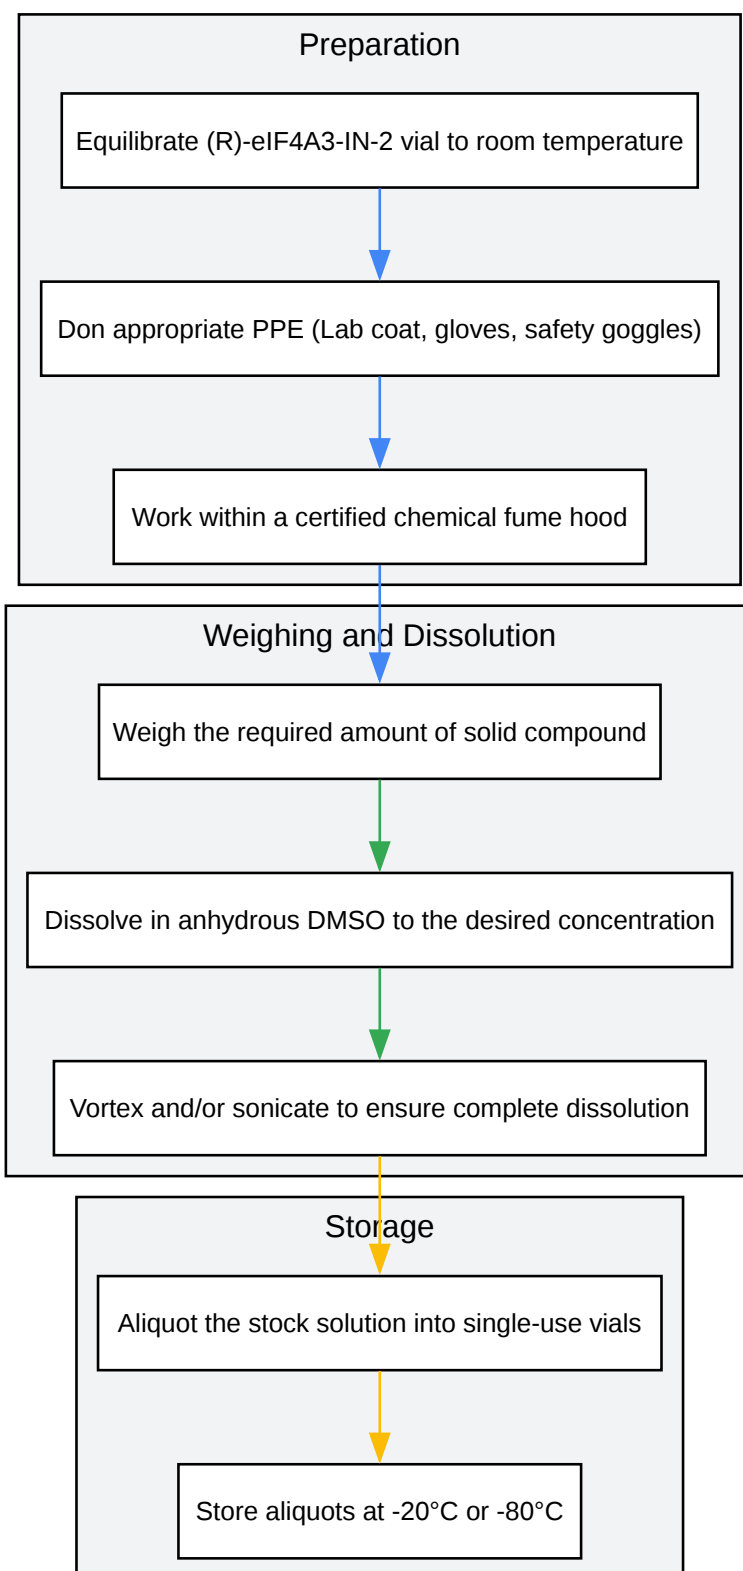 Preparation
Equilibrate (R)-eIF4A3-IN-2 vial to room temperature
Don appropriate PPE (Lab coat, gloves, safety goggles)
Work within a certified chemical fume hood
Weighing and Dissolution
Weigh the required amount of solid compound
Dissolve in anhydrous DMSO to the desired concentration
Vortex and/or sonicate to ensure complete dissolution
Storage
Aliquot the stock solution into single-use vials
Store aliquots at -20°C or -80°C